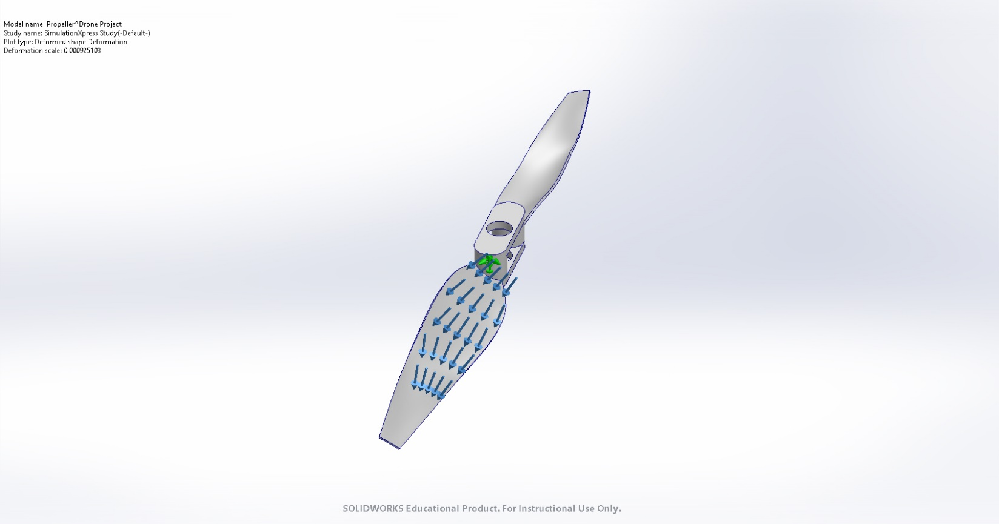 Model name: Propeller^Drone Project
Study name: SimulationXpress Study(-Default-)
Plot type: Deformed shape Deformation
Deformation scale: 0.000925103
SOLIDWORKS Educational Product. For Instructional Use Only.